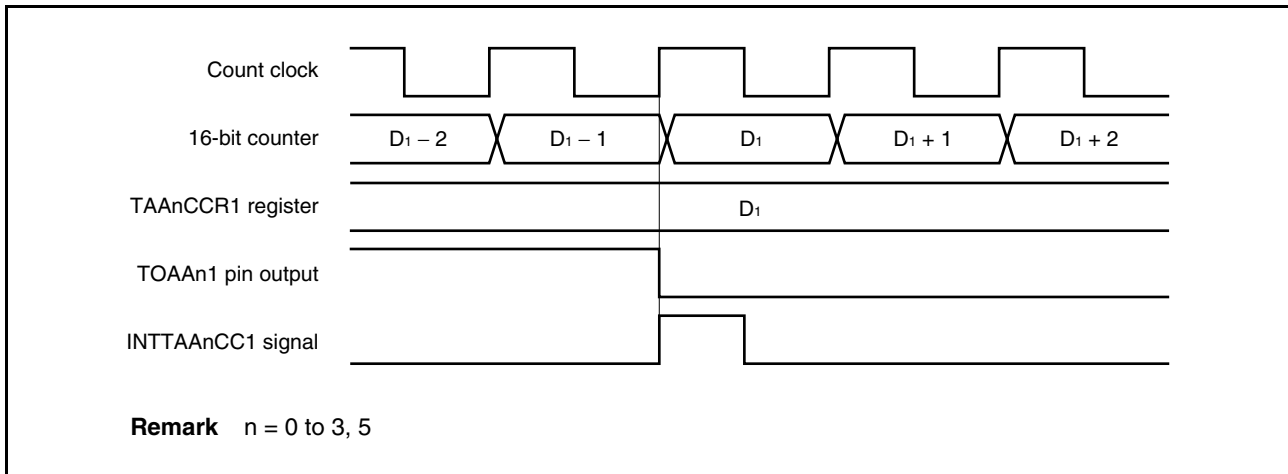 Count clock
16-bit counter D₁ − 2 D₁ − 1 D₁ D₁ + 1 D₁ + 2
TAAnCCR1 register D₁
TOAAn1 pin output
INTTAAnCC1 signal
Remark n = 0 to 3, 5